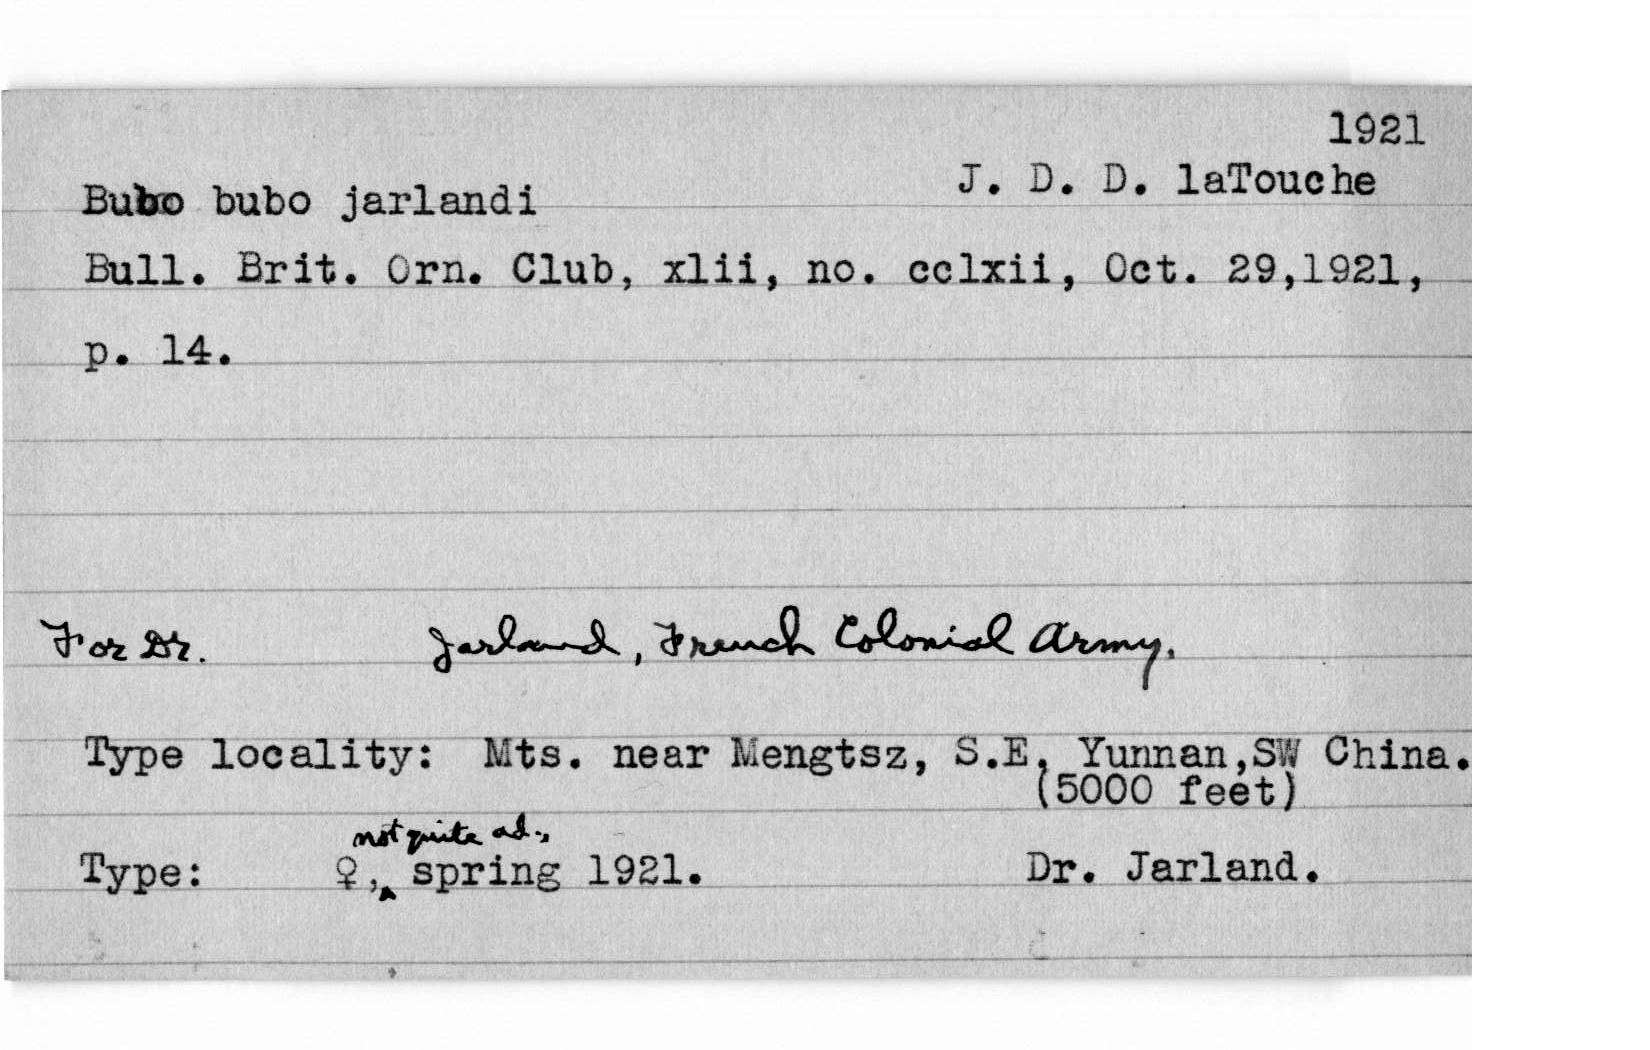 1921
Bubo bubo jarlandi J. D. D. laTouche
Bull. Brit. Orn. Club, xlii, no. cclxii, Oct. 29,1921,
p. 14.
For Dr. Jarland, French Colonial Army.
Type locality: Mts. near Mengtsz, S.E. Yunnan,SW China.
(5000 feet)
not quite ad.,
Type: ♀,‸ spring 1921. Dr. Jarland.